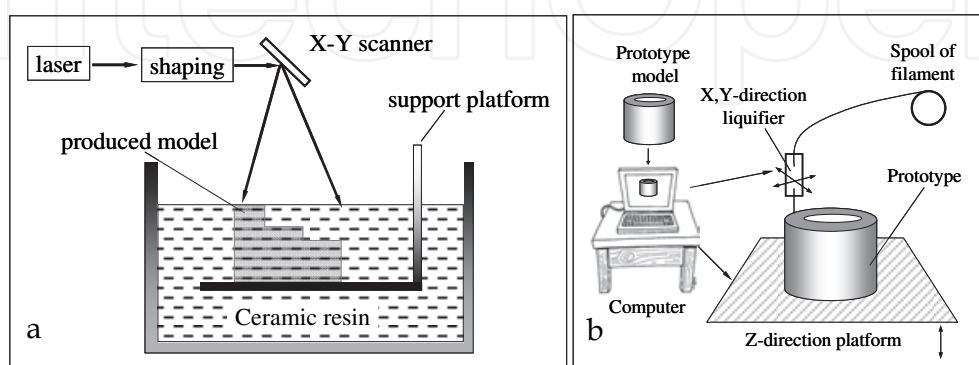 intechopen
X-Y scanner
laser
shaping
support platform
produced model
Ceramic resin
a
b
Prototype
model
Spool of
filament
X,Y-direction
liquifier
Prototype
Computer
Z-direction platform